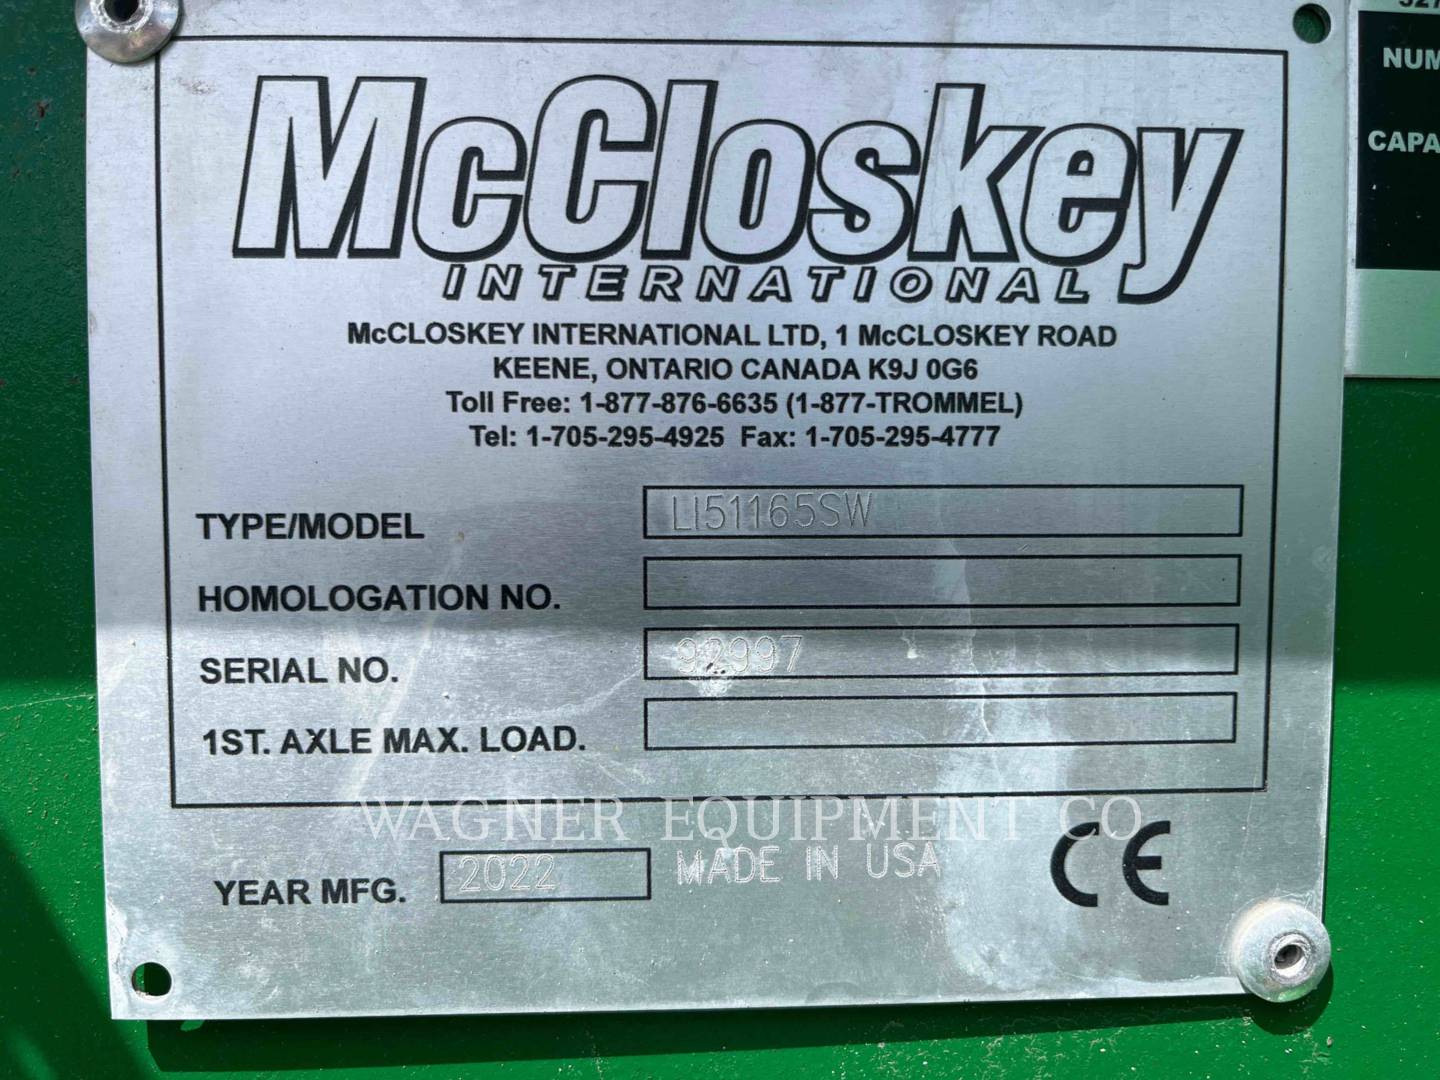 McCloskey
INTERNATIONAL
McCLOSKEY INTERNATIONAL LTD, 1 McCLOSKEY ROAD
KEENE, ONTARIO CANADA K9J 0G6
Toll Free: 1-877-876-6635 (1-877-TROMMEL)
Tel: 1-705-295-4925 Fax: 1-705-295-4777
TYPE/MODEL LI51165SW
HOMOLOGATION NO.
SERIAL NO. 92997
1ST. AXLE MAX. LOAD.
WAGNER EQUIPMENT CO
YEAR MFG. 2022 MADE IN USA CE
NUM
CAPA